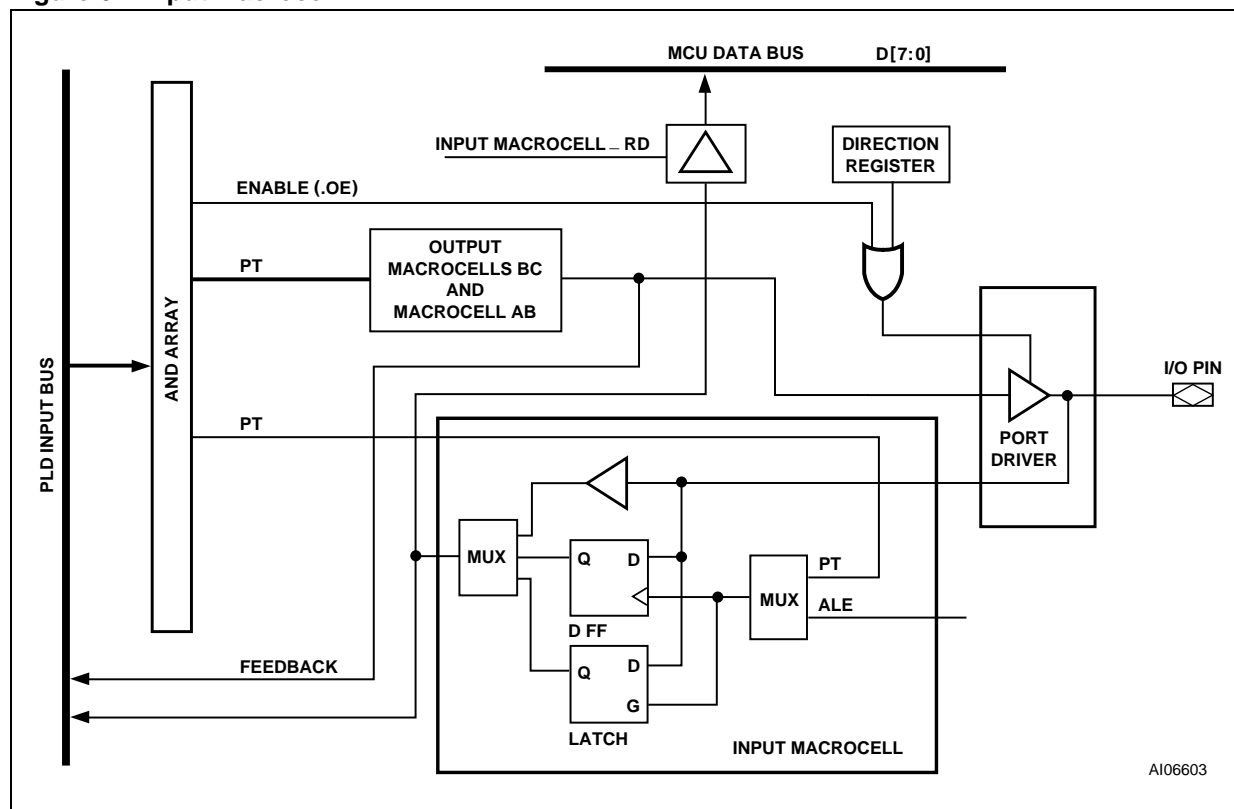 MCU DATA BUS D[7:0]
INPUT MACROCELL _ RD
DIRECTION
REGISTER
ENABLE (.OE)
PT
OUTPUT
MACROCELLS BC
AND
MACROCELL AB
AND ARRAY
PLD INPUT BUS
I/O PIN
PORT
DRIVER
PT
MUX
Q D
D FF
MUX
PT
ALE
Q D
G
LATCH
FEEDBACK
INPUT MACROCELL
AI06603